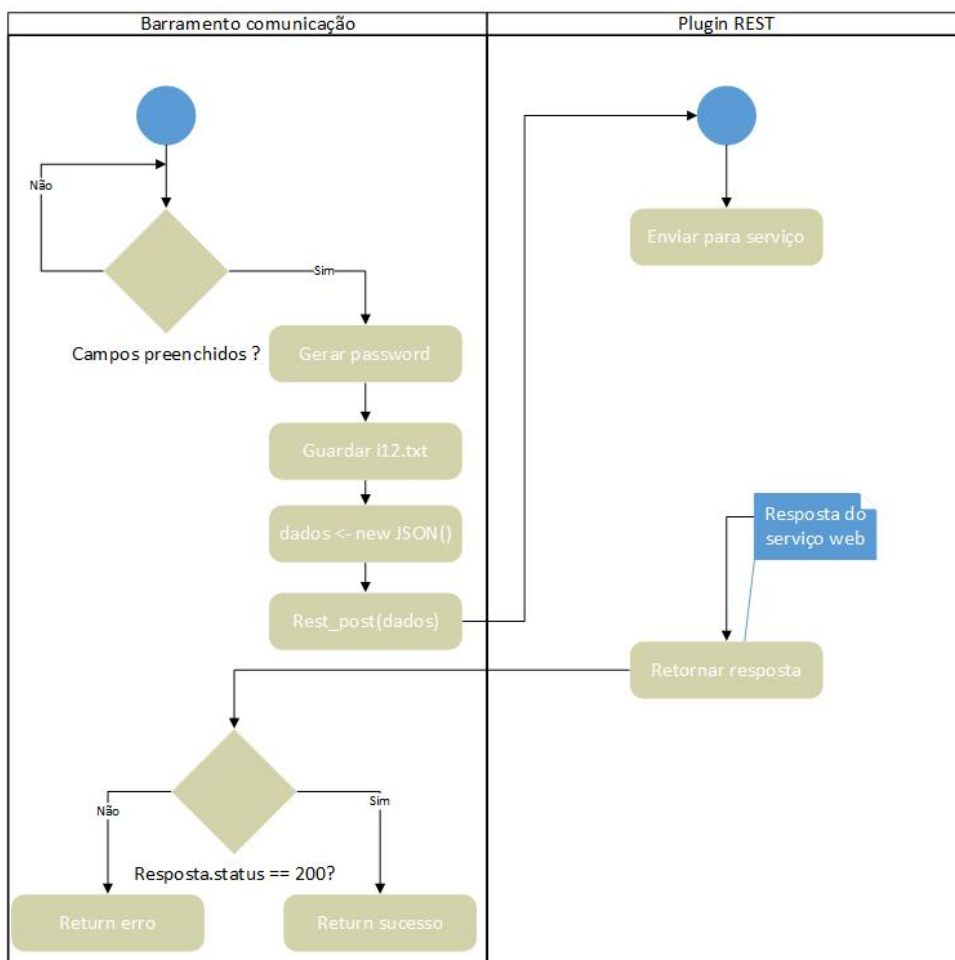 Barramento comunicação
Plugin REST
Não
Sim
Campos preenchidos ?
Gerar password
Guardar i12.txt
dados <- new JSON()
Rest_post(dados)
Enviar para serviço
Resposta do
serviço web
Retornar resposta
Não
Sim
Resposta.status == 200?
Return erro
Return sucesso